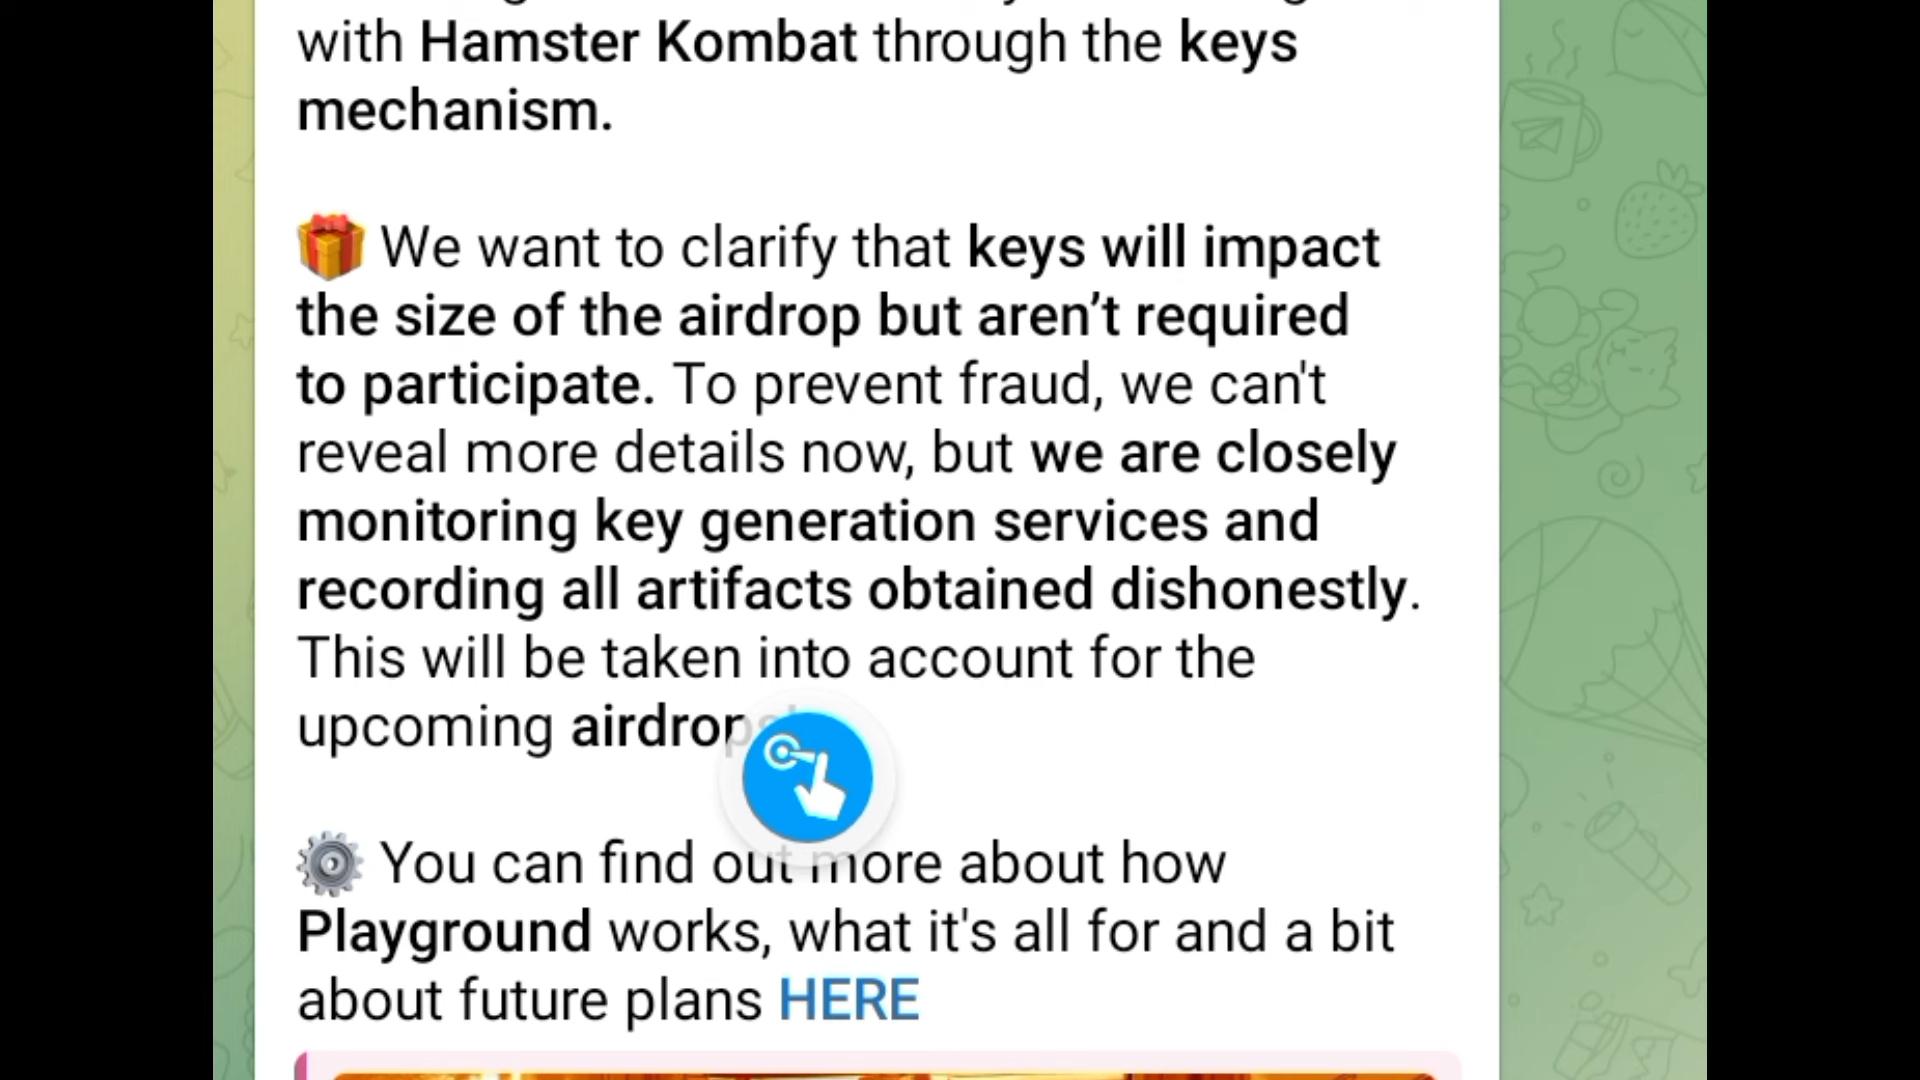 with Hamster Kombat through the keys
mechanism.
We want to clarify that keys will impact
the size of the airdrop but aren’t required
to participate. To prevent fraud, we can't
reveal more details now, but we are closely
monitoring key generation services and
recording all artifacts obtained dishonestly.
This will be taken into account for the
upcoming
You can find out more about how
Playground works, what it's all for and a bit
about future plans HERE